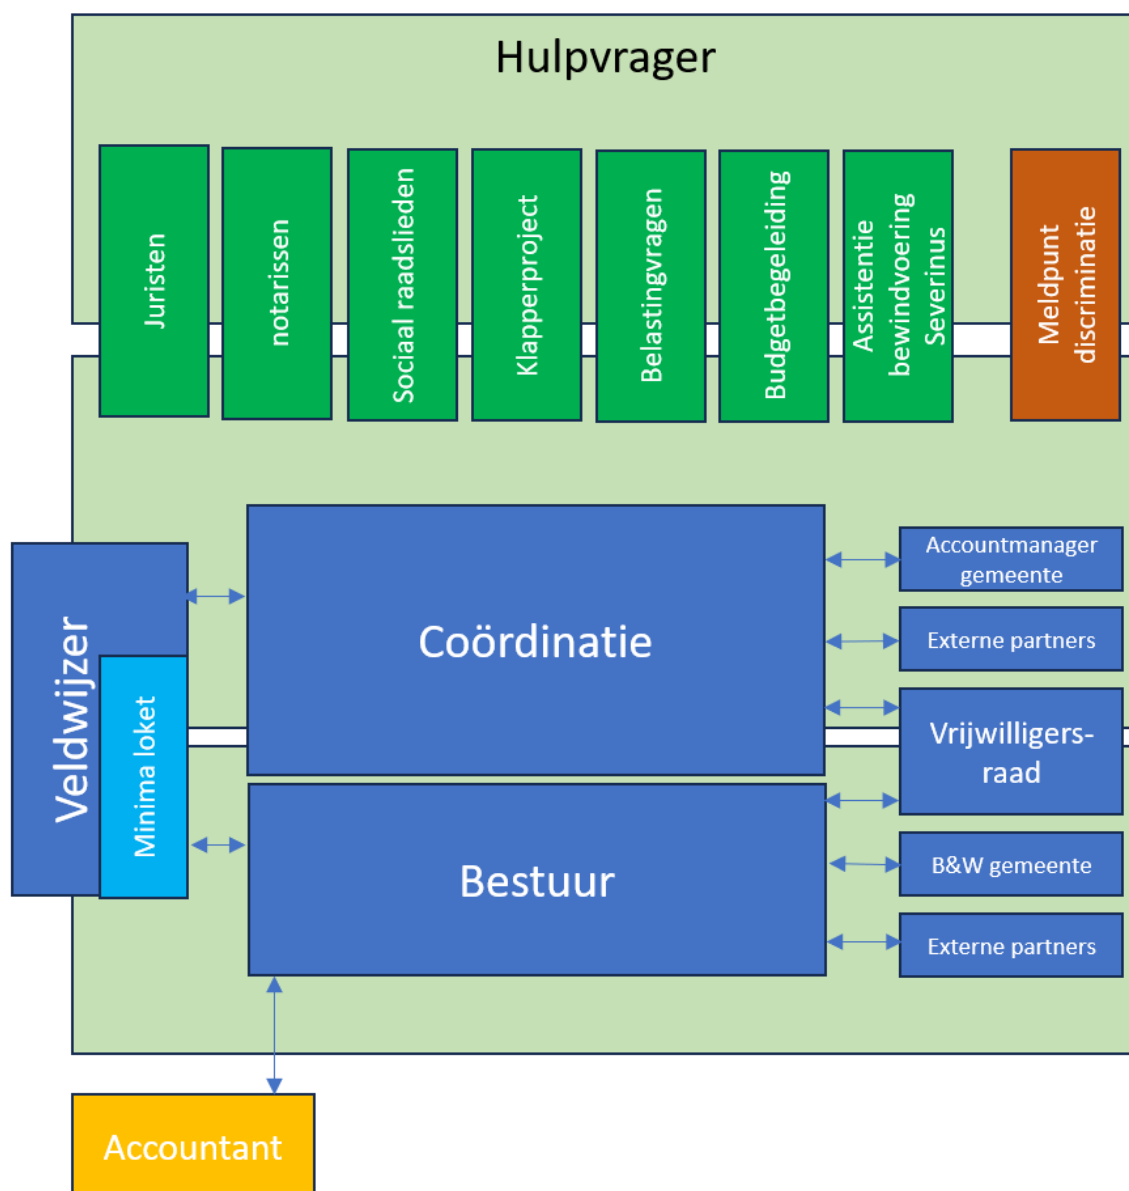 Hulpvrager
Juristen
notarissen
Sociaal raadslieden
Klapperproject
Belastingvragen
Budgetbegeleiding
Assistentie
bewindvoering
Severinus
Meldpunt
discriminatie
Veldwijzer
Minima loket
Coördinatie
Accountmanager
gemeente
Externe partners
Vrijwilligers-
raad
Bestuur
B&W gemeente
Externe partners
Accountant